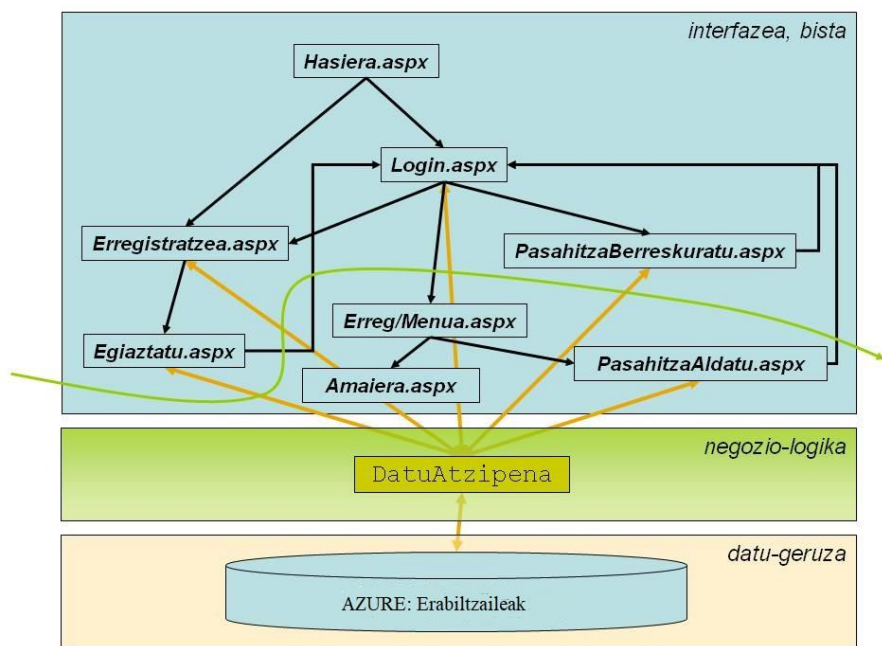 interfazea, bista
Hasiera.aspx
Login.aspx
Erregistratzea.aspx
PasahitzaBerreskuratu.aspx
Erreg/Menua.aspx
Egiaztatu.aspx
PasahitzaAldatu.aspx
Amaiera.aspx
negozio-logika
DatuAtzipena
datu-geruza
AZURE: Erabiltzaileak